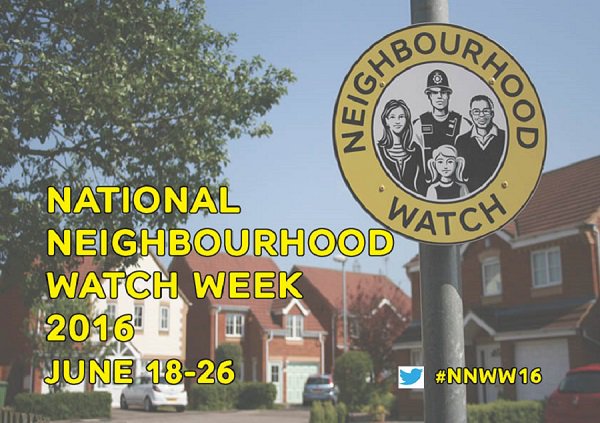 NEIGHBOURHOOD
WATCH
NATIONAL
NEIGHBOURHOOD
WATCH WEEK
2016
JUNE 18-26
#NNWW16